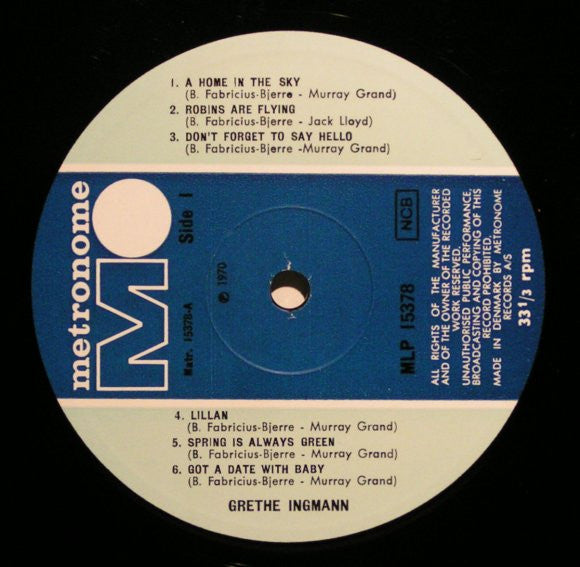 1. A HOME IN THE SKY
(B. Fabricius-Bjerre - Murray Grand)
2. ROBINS ARE FLYING
(B. Fabricius-Bjerre - Jack Lloyd)
3. DON'T FORGET TO SAY HELLO
(B. Fabricius-Bjerre -Murray Grand)
metronome
M
Side 1
Matr. 15378-A
℗ 1970
NCB
MLP 15378
ALL RIGHTS OF THE MANUFACTURER
AND OF THE OWNER OF THE RECORDED
WORK RESERVED.
UNAUTHORISED PUBLIC PERFORMANCE,
BROADCASTING AND COPYING OF THIS
RECORD PROHIBITED.
MADE IN DENMARK BY METRONOME
RECORDS A/S
33 1/3 rpm
4. LILLAN
(B. Fabricius-Bjerre - Murray Grand)
5. SPRING IS ALWAYS GREEN
(B. Fabricius-Bjerre - Murray Grand)
6. GOT A DATE WITH BABY
(B. Fabricius-Bjerre - Murray Grand)
GRETHE INGMANN